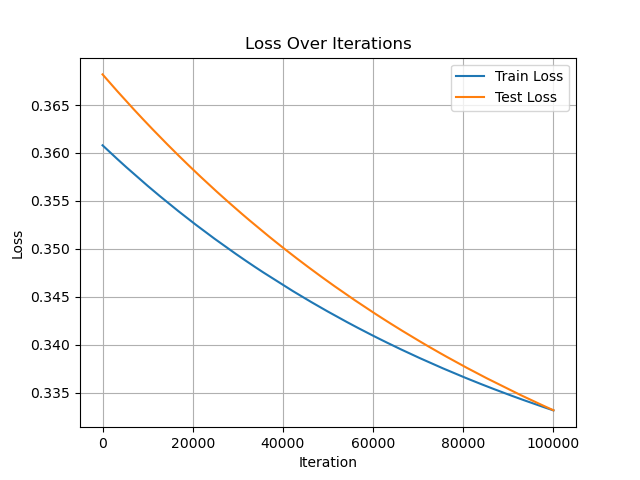 Loss Over Iterations
Train Loss
Test Loss
0.365
0.360
0.355
0.350
0.345
0.340
0.335
Loss
0 20000 40000 60000 80000 100000
Iteration